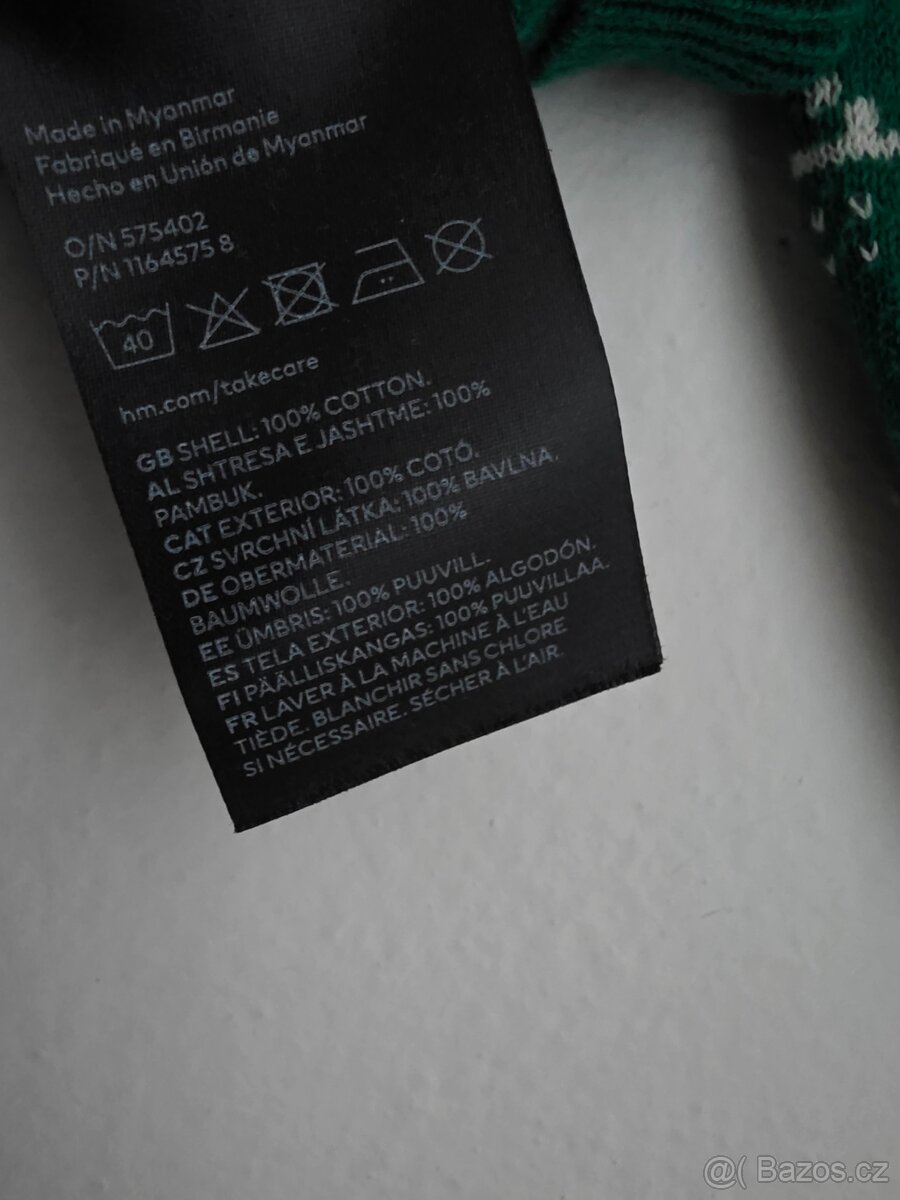 Made in Myanmar
Fabriqué en Birmanie
Hecho en Unión de Myanmar
O/N 575402
P/N 1164575 8
40
hm.com/takecare
GB SHELL: 100% COTTON.
AL SHTRESA E JASHTME: 100%
PAMBUK.
CAT EXTERIOR: 100% COTÓ.
CZ SVRCHNÍ LÁTKA: 100% BAVLNA.
DE OBERMATERIAL: 100%
BAUMWOLLE.
EE ÜMBRIS: 100% PUUVILL.
ES TELA EXTERIOR: 100% ALGODÓN.
FI PÄÄLLISKANGAS: 100% PUUVILLAA.
FR LAVER À LA MACHINE À L'EAU
TIÈDE. BLANCHIR SANS CHLORE
SI NÉCESSAIRE. SÉCHER À L'AIR.
@( Bazos.cz